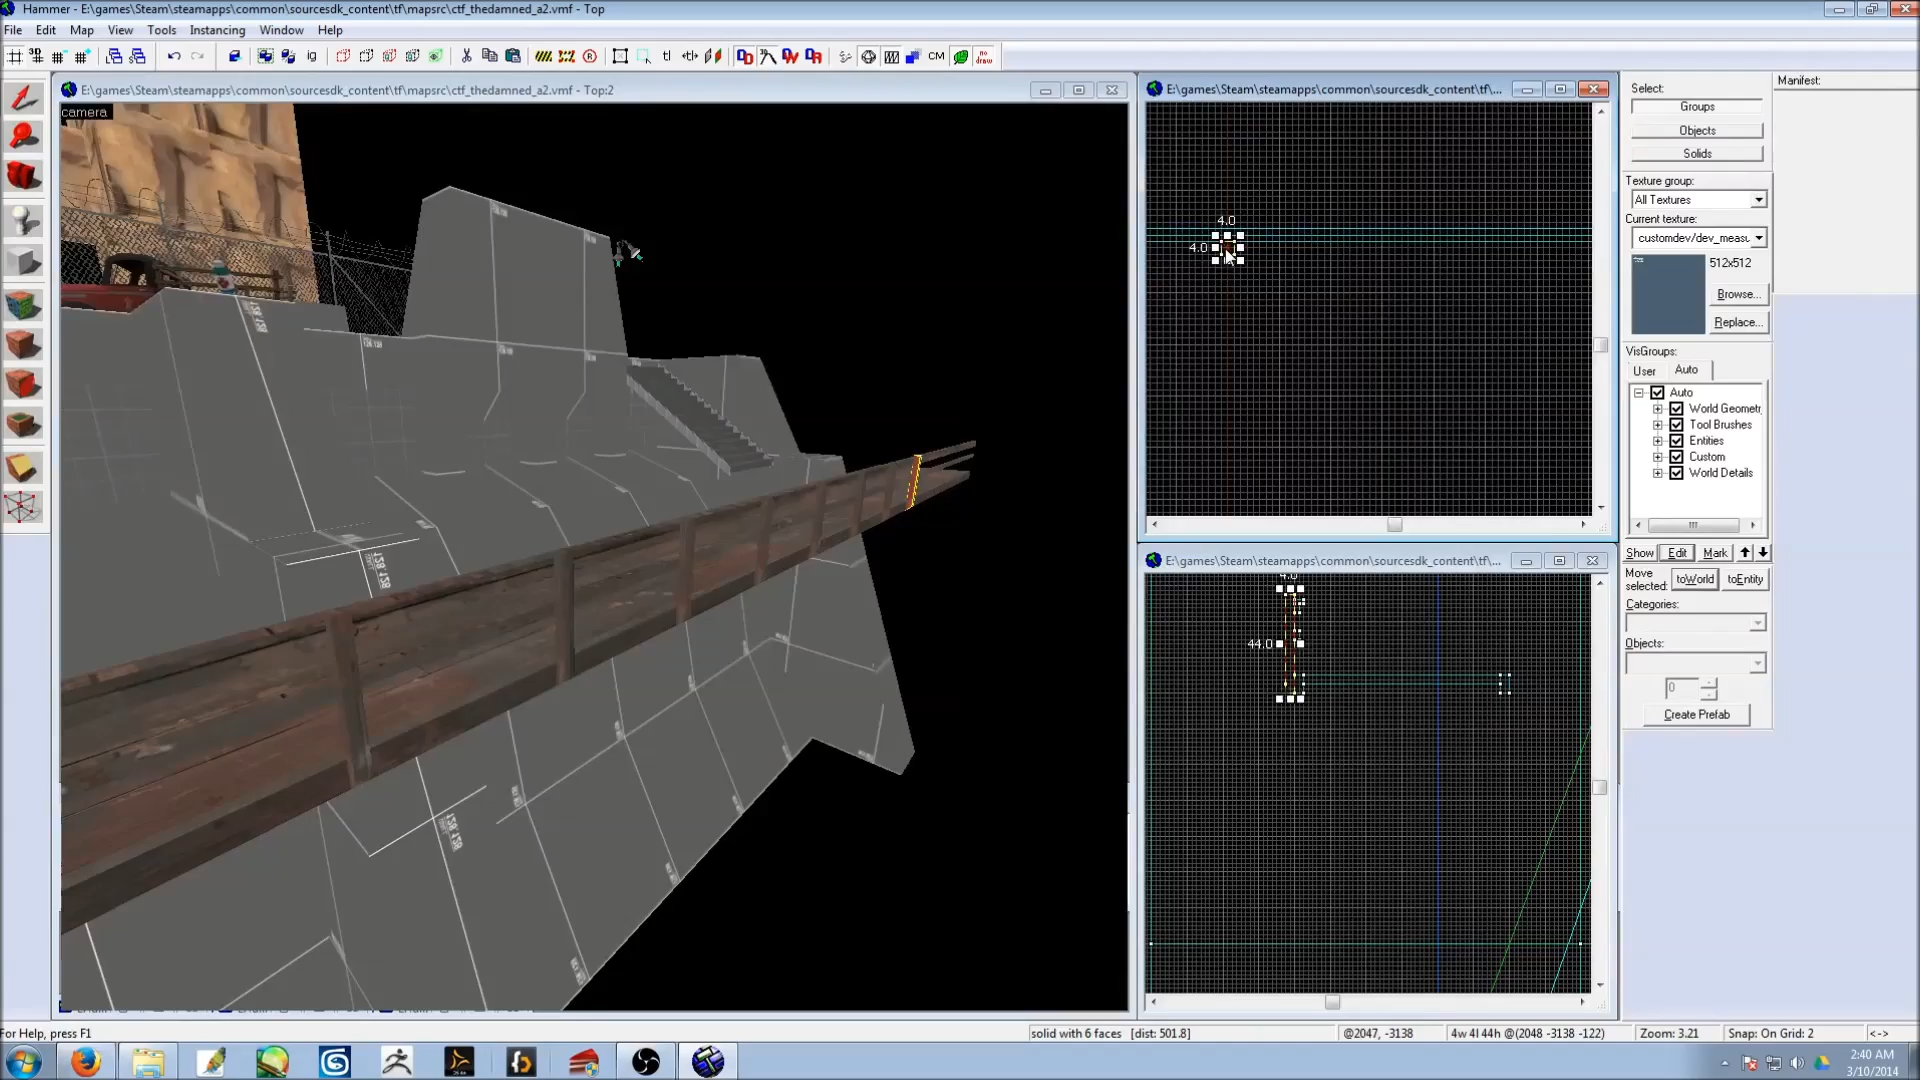 Hammer - E:\games\Steam\steamapps\common\sourcesdk_content\tf\mapsrc\ctf_thedamned_a2.vmf - Top
File Edit Map View Tools Instancing Window Help
E:\games\Steam\steamapps\common\sourcesdk_content\tf\mapsrc\ctf_thedamned_a2.vmf - Top:2
camera
E:\games\Steam\steamapps\common\sourcesdk_content\tf\...
4.0
4.0
E:\games\Steam\steamapps\common\sourcesdk_content\tf\...
44.0
Select:
Groups
Objects
Solids
Texture group:
All Textures
Current texture:
customdev/dev_measu
512x512
Browse...
Replace...
VisGroups:
User Auto
Auto
World Geometr
Tool Brushes
Entities
Custom
World Details
Show Edit Mark
Move selected:
toWorld toEntity
Categories:
Objects:
0
Create Prefab
Manifest:
For Help, press F1
solid with 6 faces [dist: 501.8]
@2047, -3138
4w 4l 44h @(2048 -3138 -122)
Zoom: 3.21
Snap: On Grid: 2
<->
2:40 AM
3/10/2014